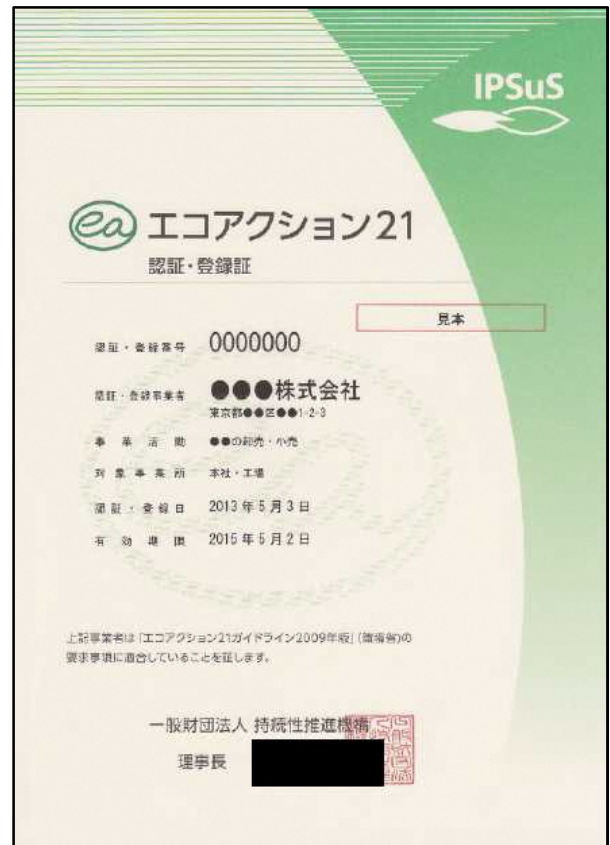 IPSuS
ea エコアクション21
認証・登録証
見本
認証・登録番号 0000000
認証・登録事業者 ●●●株式会社
東京都●●区●●1-2-3
事業活動 ●●の卸売・小売
対象事業所 本社・工場
認証・登録日 2013年5月3日
有効期限 2015年5月2日
上記事業者は「エコアクション21ガイドライン2009年版」(環境省)の
要求事項に適合していることを証します。
一般財団法人 持続性推進機構
理事長